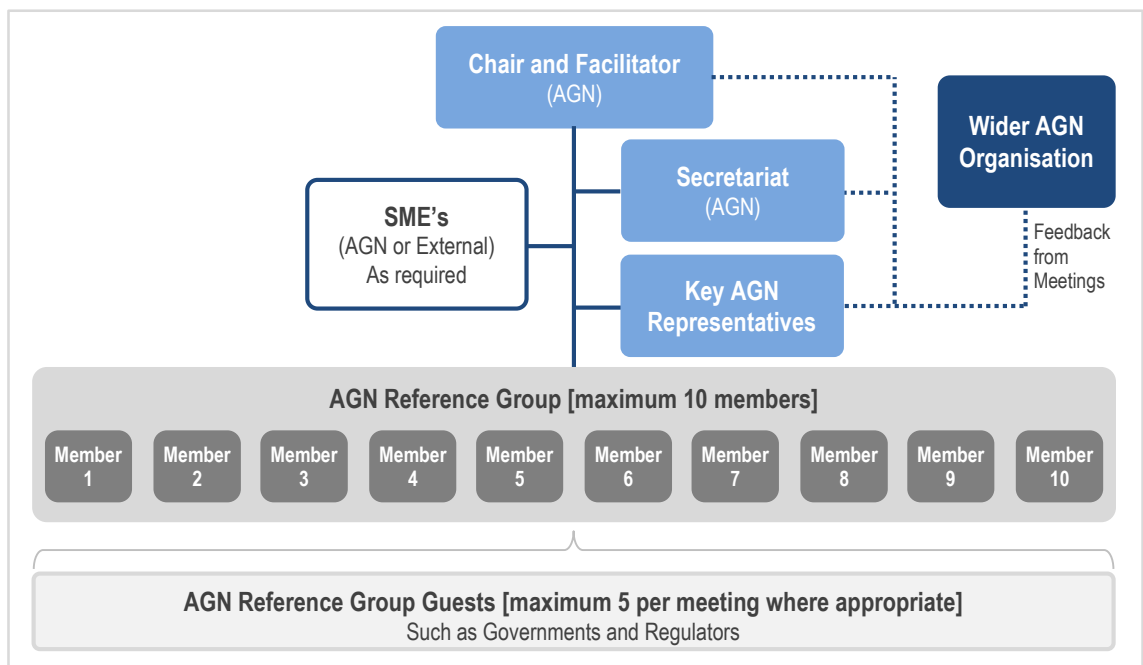 Chair and Facilitator
(AGN)
Wider AGN
Organisation
Secretariat
(AGN)
SME’s
(AGN or External)
As required
Feedback
from
Meetings
Key AGN
Representatives
AGN Reference Group [maximum 10 members]
Member
1
Member
2
Member
3
Member
4
Member
5
Member
6
Member
7
Member
8
Member
9
Member
10
AGN Reference Group Guests [maximum 5 per meeting where appropriate]
Such as Governments and Regulators